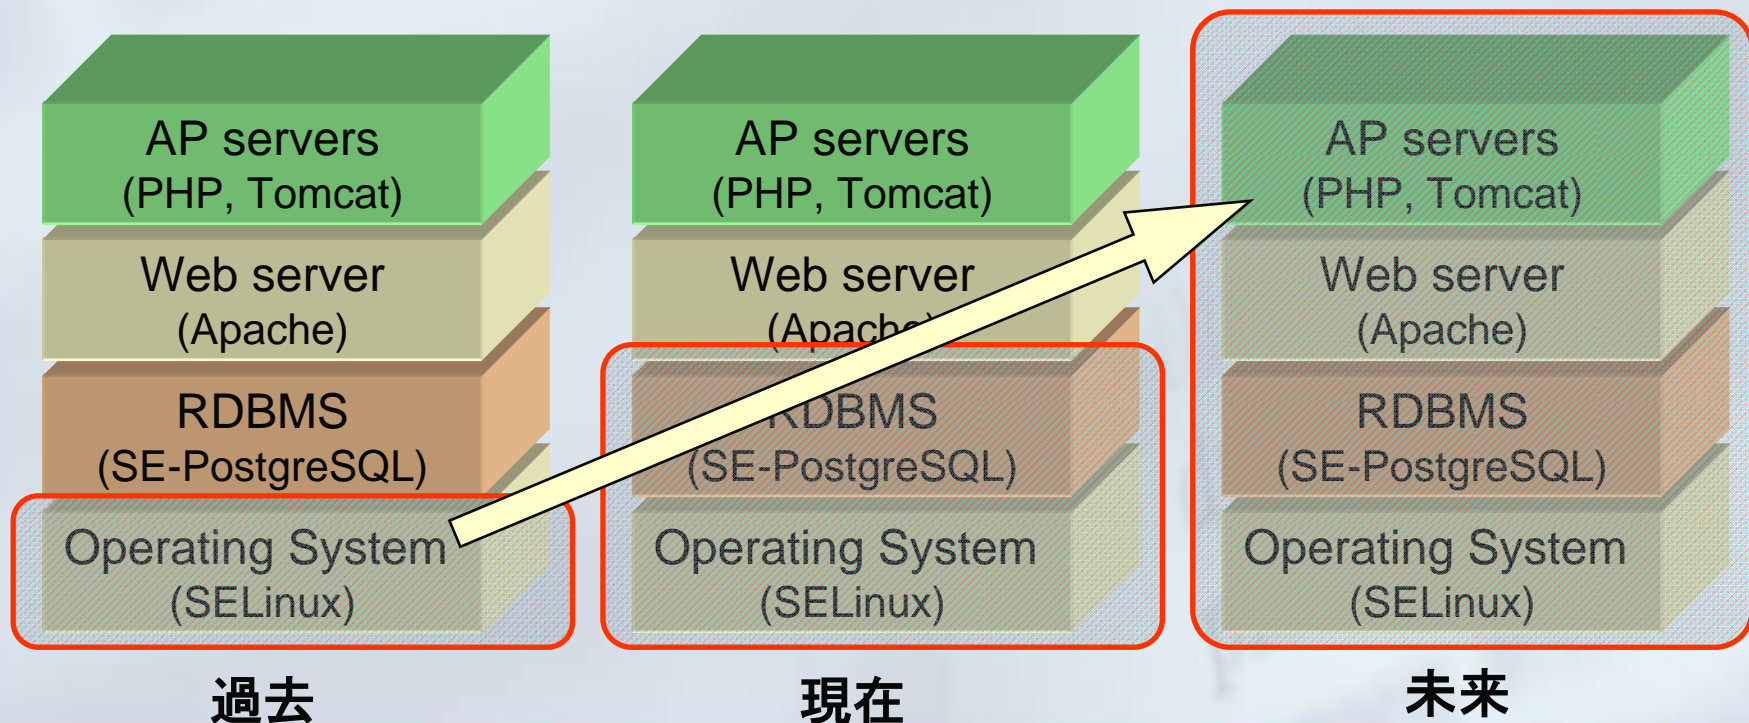 AP servers
(PHP, Tomcat)
Web server
(Apache)
RDBMS
(SE-PostgreSQL)
Operating System
(SELinux)
過去
AP servers
(PHP, Tomcat)
Web server
(Apache)
RDBMS
(SE-PostgreSQL)
Operating System
(SELinux)
現在
AP servers
(PHP, Tomcat)
Web server
(Apache)
RDBMS
(SE-PostgreSQL)
Operating System
(SELinux)
未来